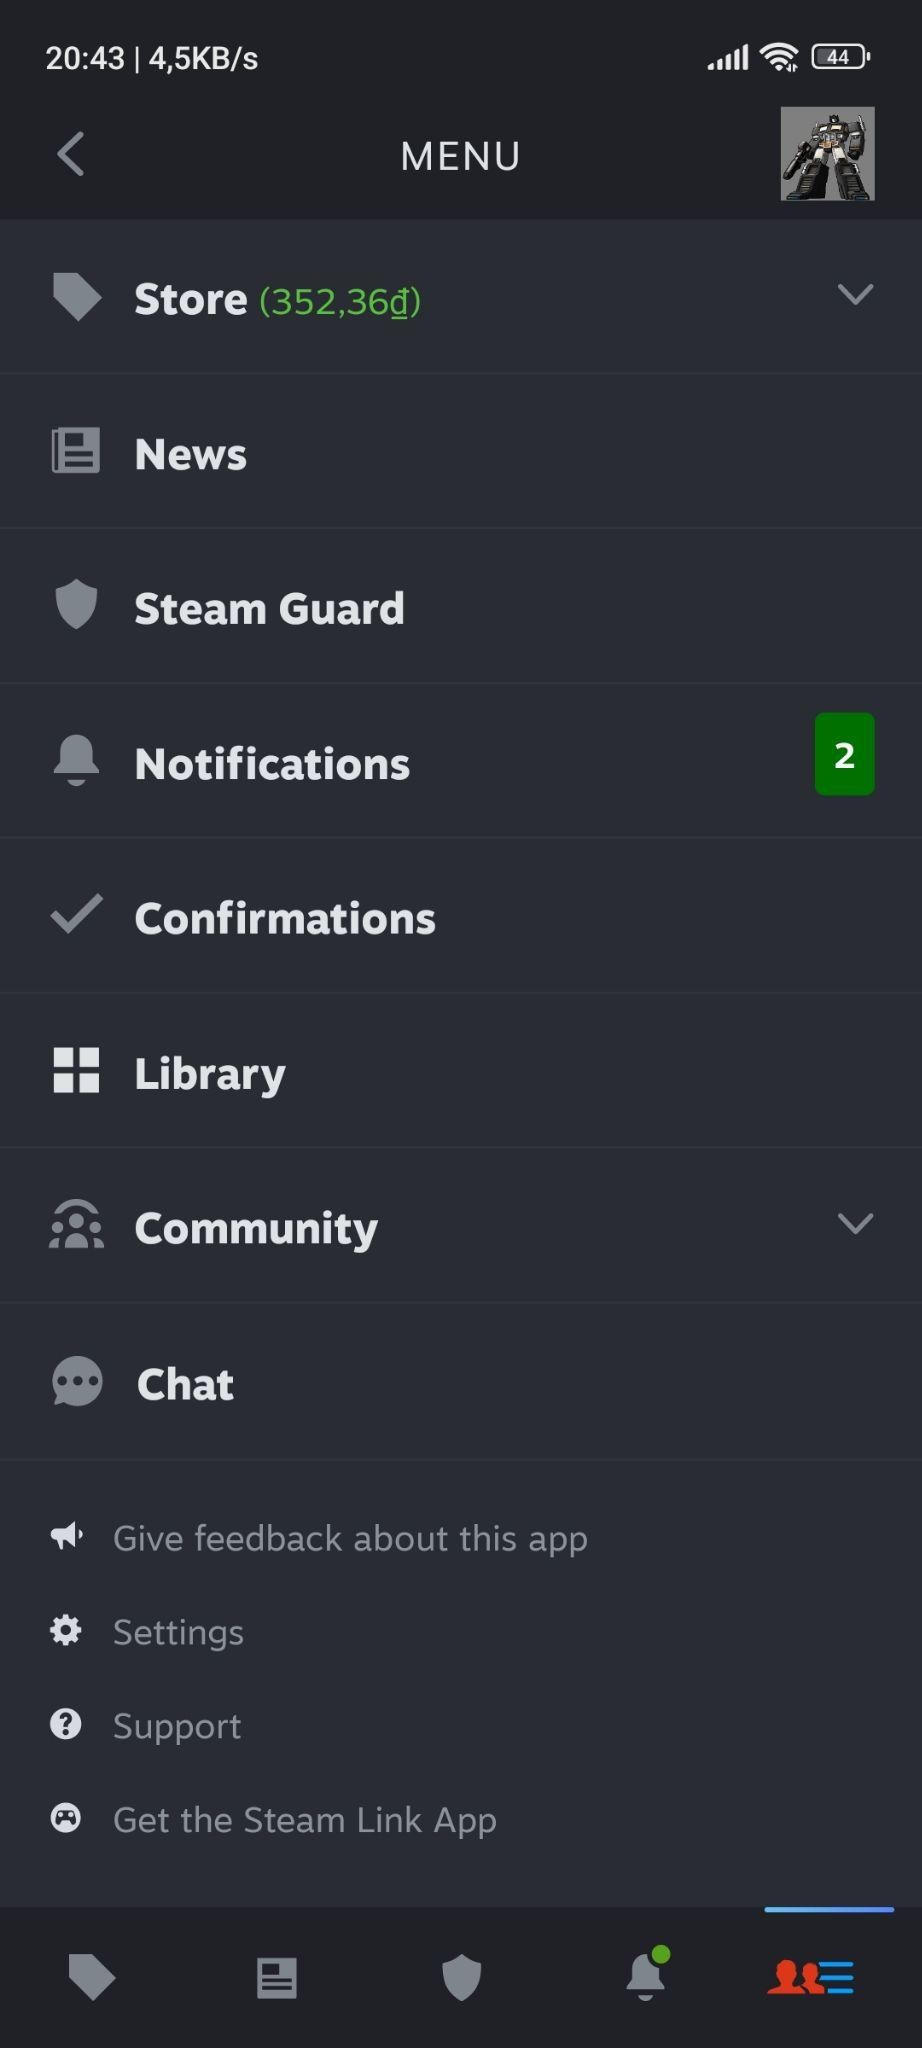 20:43 | 4,5KB/s
44
MENU
Store (352,36₫)
News
Steam Guard
Notifications
2
Confirmations
Library
Community
Chat
Give feedback about this app
Settings
Support
Get the Steam Link App